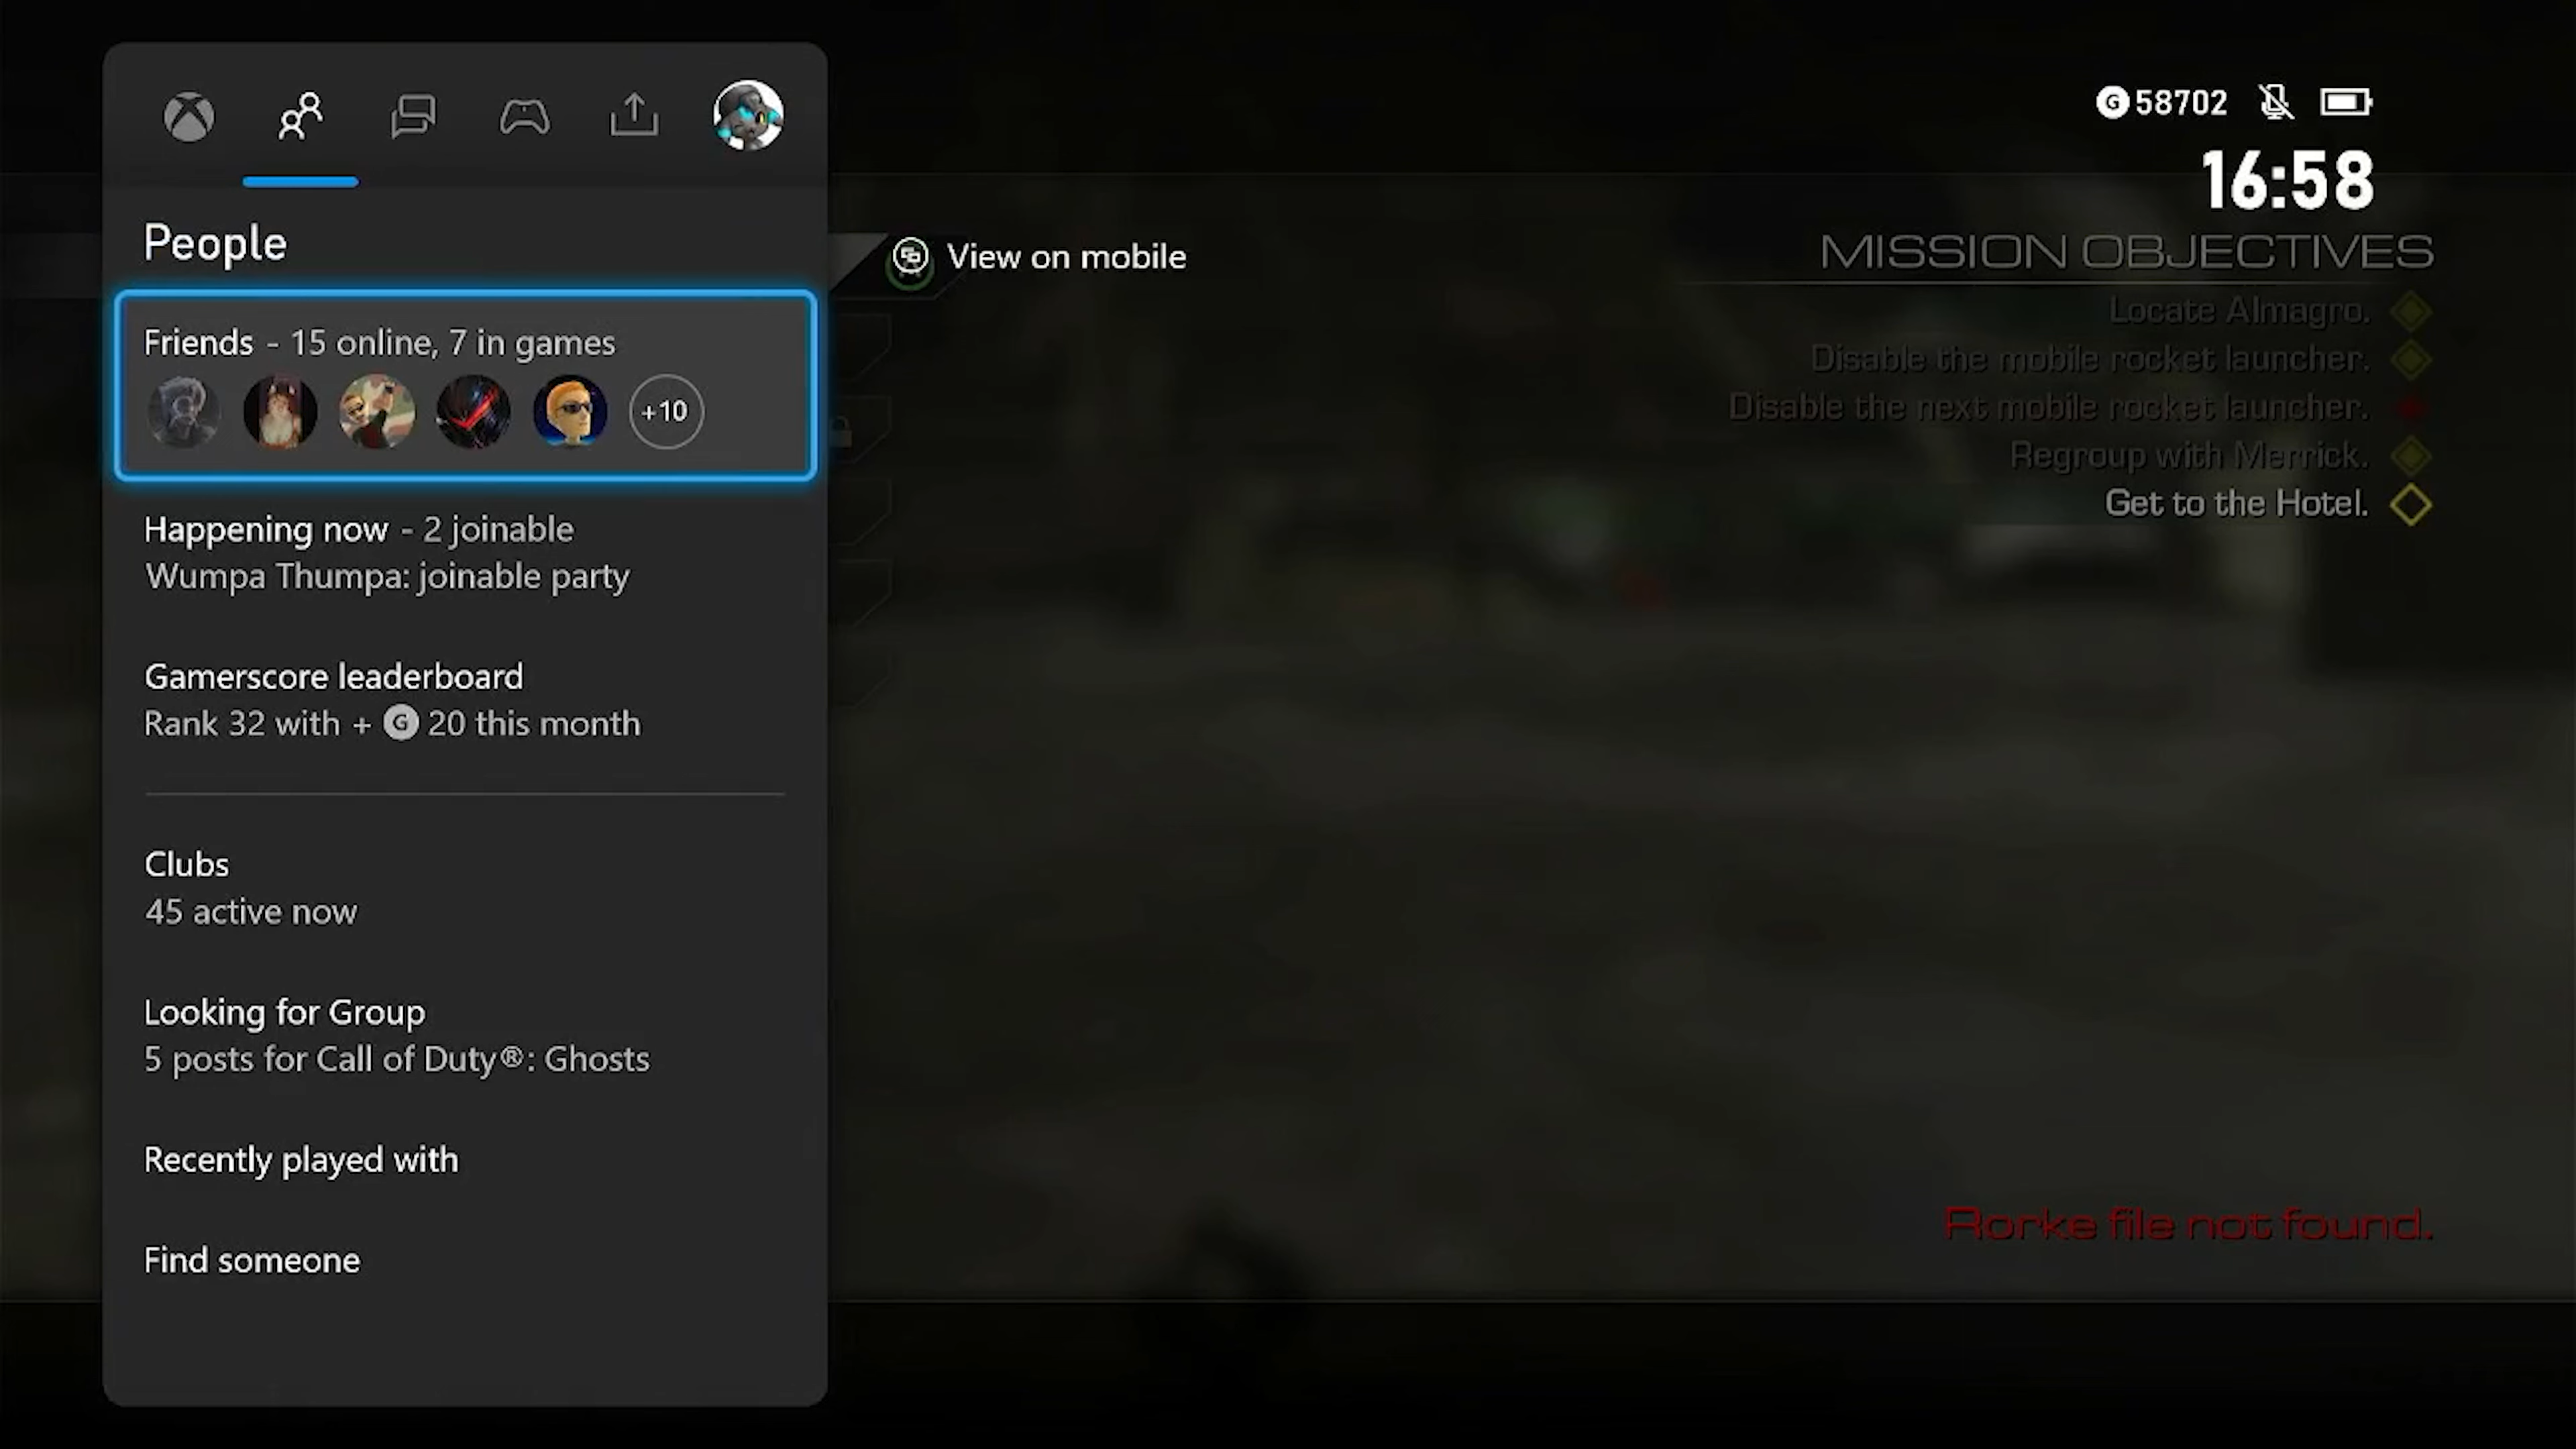 People
Friends - 15 online, 7 in games
+10
Happening now - 2 joinable
Wumpa Thumpa: joinable party
Gamerscore leaderboard
Rank 32 with + G 20 this month
Clubs
45 active now
Looking for Group
5 posts for Call of Duty®: Ghosts
Recently played with
Find someone
View on mobile
G 58702
16:58
MISSION OBJECTIVES
Locate Almagro.
Disable the mobile rocket launcher.
Disable the next mobile rocket launcher.
Regroup with Merrick.
Get to the Hotel.
Rorke file not found.